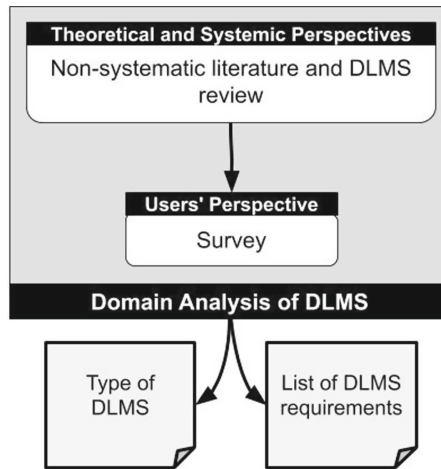 Theoretical and Systemic Perspectives
Non-systematic literature and DLMS
review
Users' Perspective
Survey
Domain Analysis of DLMS
Type of
DLMS
List of DLMS
requirements